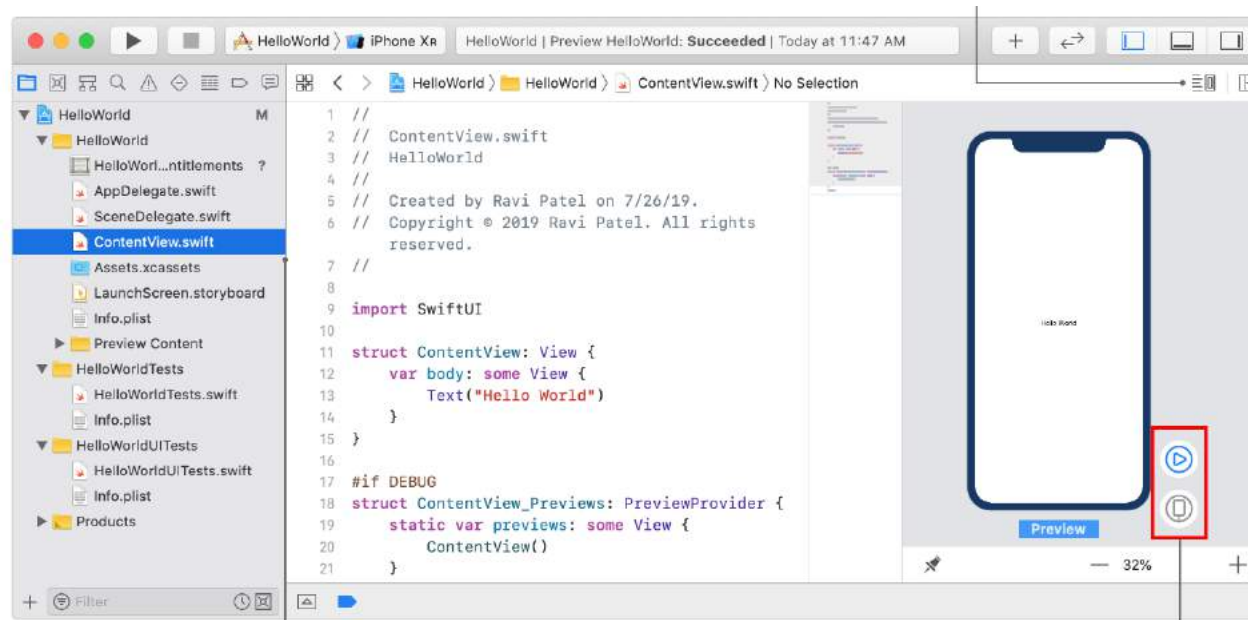 HelloWorld 〉 iPhone XR
HelloWorld | Preview HelloWorld: Succeeded | Today at 11:47 AM
HelloWorld 〉 HelloWorld 〉 ContentView.swift 〉 No Selection
HelloWorld M
HelloWorld
HelloWorl...ntitlements ?
AppDelegate.swift
SceneDelegate.swift
ContentView.swift
Assets.xcassets
LaunchScreen.storyboard
Info.plist
Preview Content
HelloWorldTests
HelloWorldTests.swift
Info.plist
HelloWorldUITests
HelloWorldUITests.swift
Info.plist
Products
Filter
1 //
2 // ContentView.swift
3 // HelloWorld
4 //
5 // Created by Ravi Patel on 7/26/19.
6 // Copyright © 2019 Ravi Patel. All rights
reserved.
7 //
8
9 import SwiftUI
10
11 struct ContentView: View {
12 var body: some View {
13 Text("Hello World")
14 }
15 }
16
17 #if DEBUG
18 struct ContentView_Previews: PreviewProvider {
19 static var previews: some View {
20 ContentView()
21 }
Hello World
Preview
32%